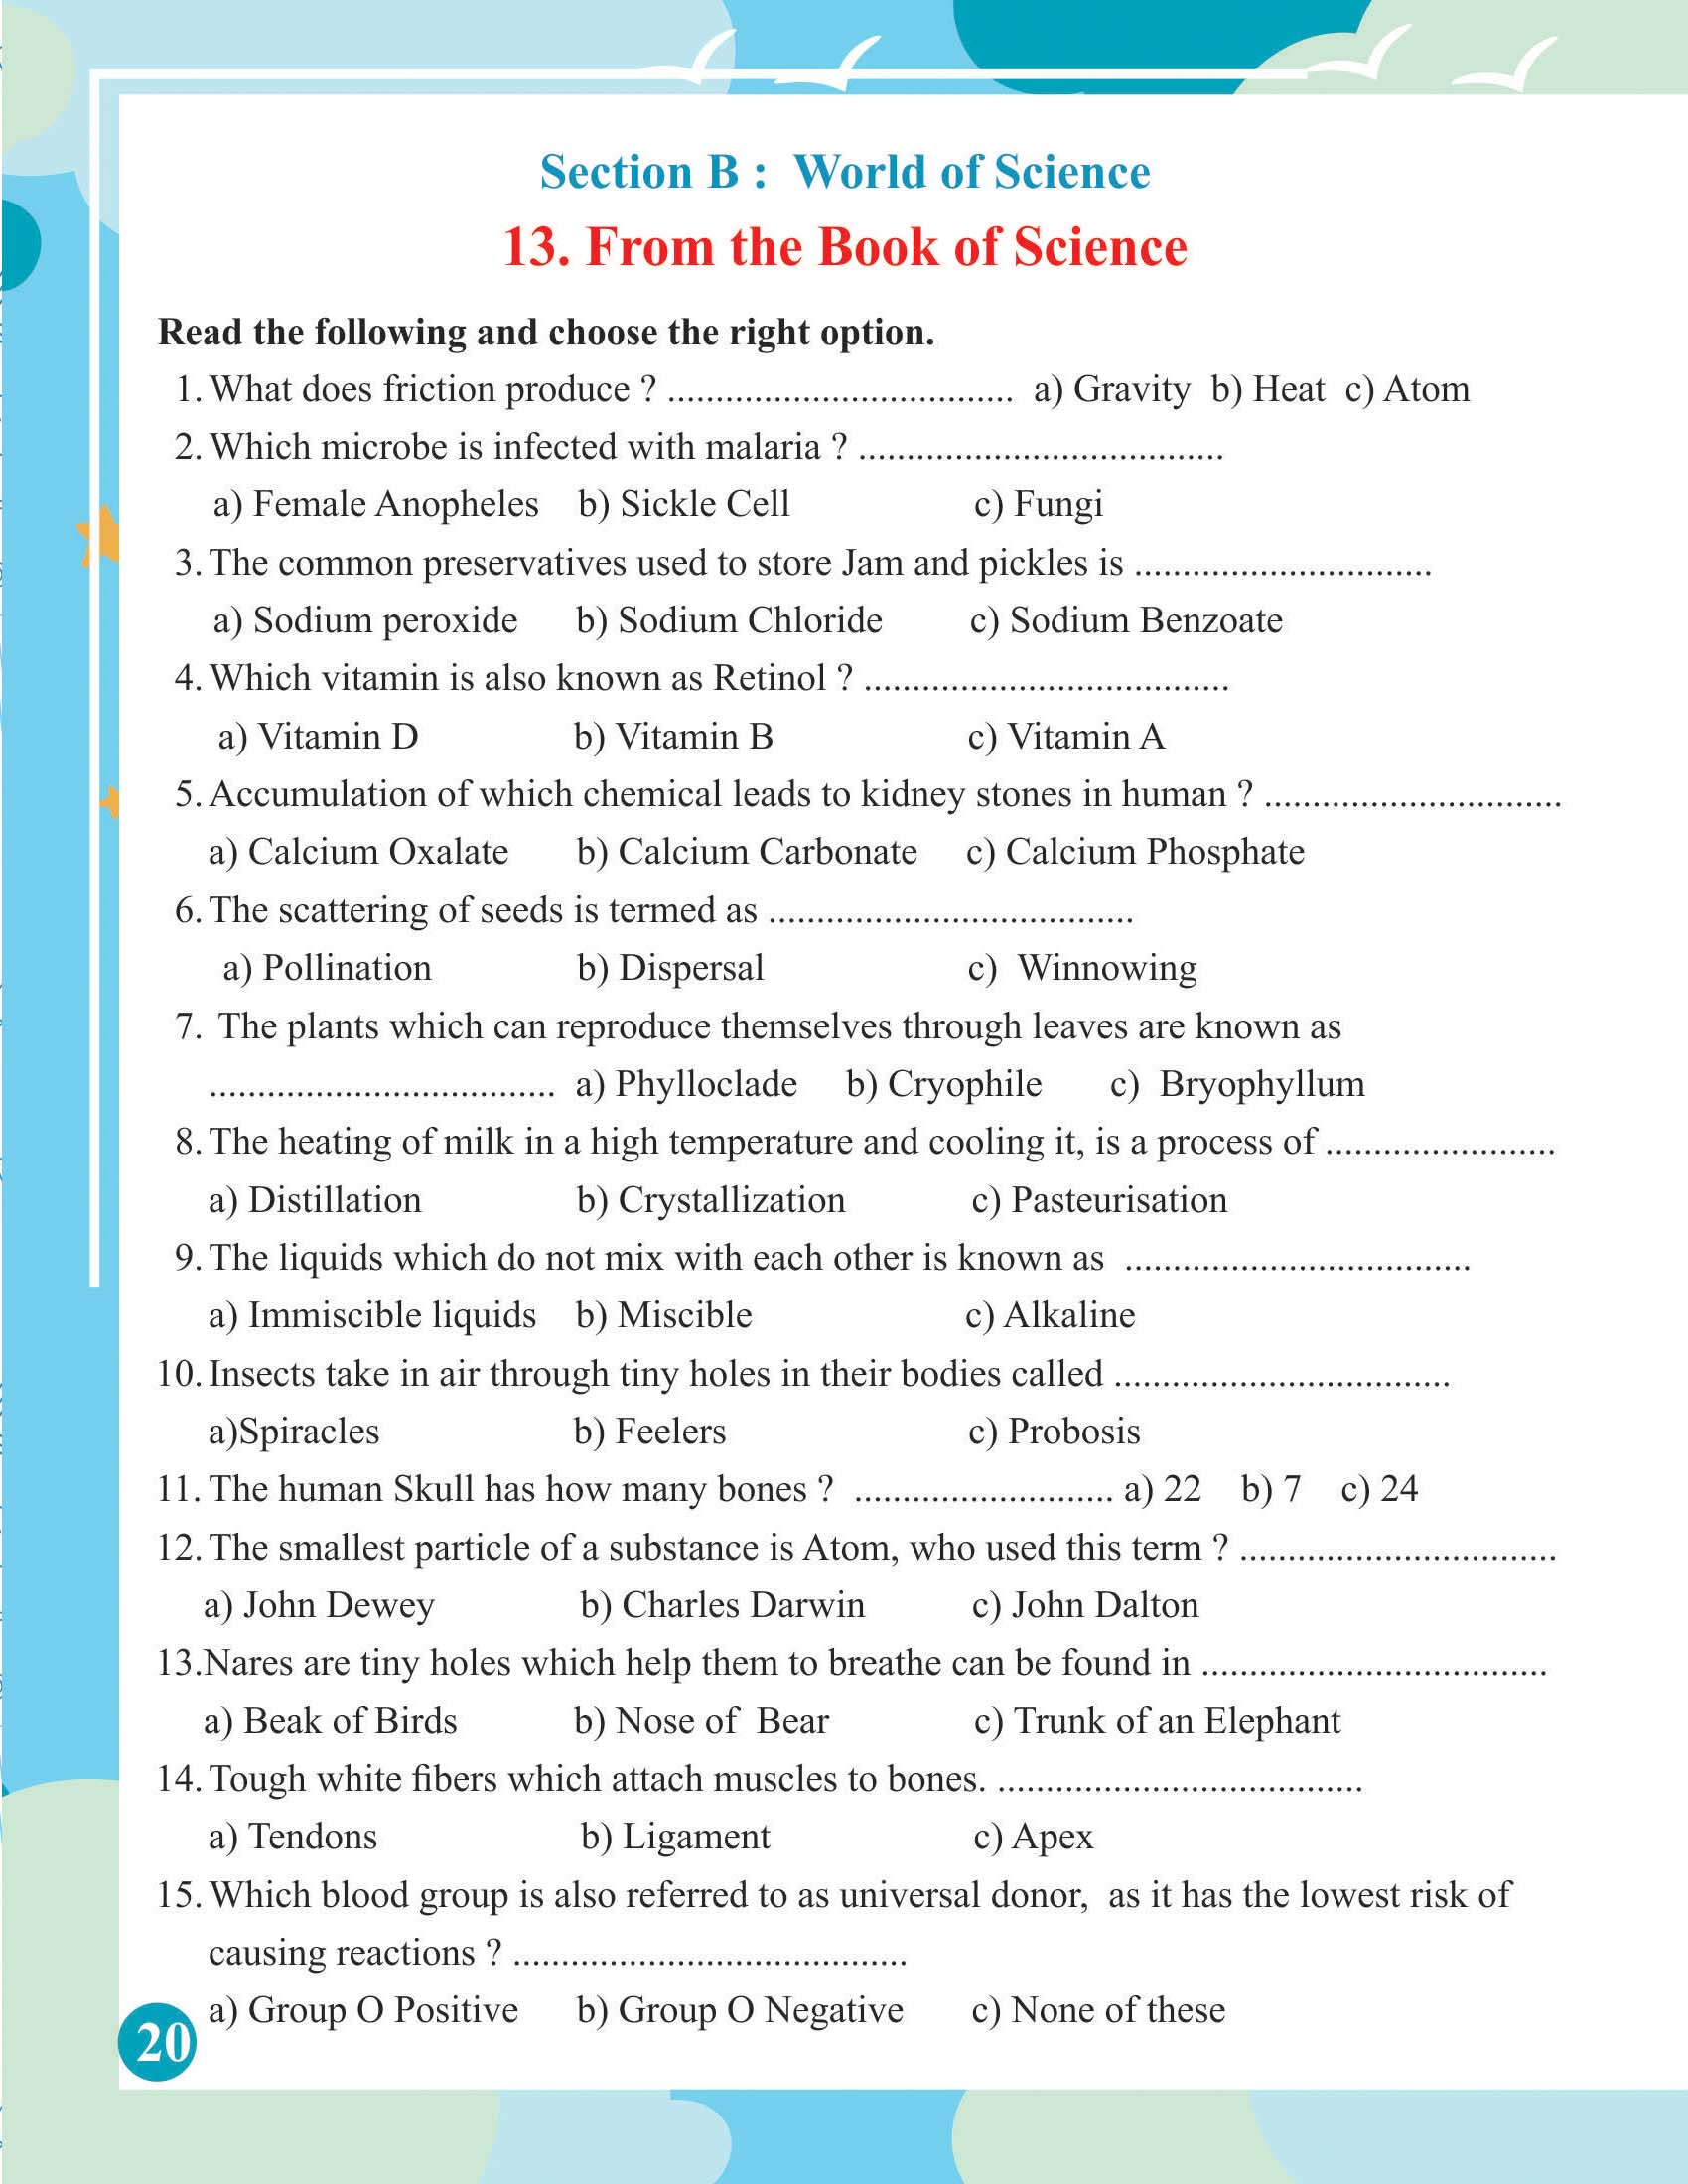 Section B : World of Science
13. From the Book of Science
Read the following and choose the right option.
1. What does friction produce ? .................................... a) Gravity b) Heat c) Atom
2. Which microbe is infected with malaria ? ......................................
a) Female Anopheles b) Sickle Cell c) Fungi
3. The common preservatives used to store Jam and pickles is ...............................
a) Sodium peroxide b) Sodium Chloride c) Sodium Benzoate
4. Which vitamin is also known as Retinol ? ......................................
a) Vitamin D b) Vitamin B c) Vitamin A
5. Accumulation of which chemical leads to kidney stones in human ? ...............................
a) Calcium Oxalate b) Calcium Carbonate c) Calcium Phosphate
6. The scattering of seeds is termed as ......................................
a) Pollination b) Dispersal c) Winnowing
7. The plants which can reproduce themselves through leaves are known as
.................................... a) Phylloclade b) Cryophile c) Bryophyllum
8. The heating of milk in a high temperature and cooling it, is a process of ........................
a) Distillation b) Crystallization c) Pasteurisation
9. The liquids which do not mix with each other is known as ....................................
a) Immiscible liquids b) Miscible c) Alkaline
10. Insects take in air through tiny holes in their bodies called ...................................
a)Spiracles b) Feelers c) Probosis
11. The human Skull has how many bones ? ........................... a) 22 b) 7 c) 24
12. The smallest particle of a substance is Atom, who used this term ? .................................
a) John Dewey b) Charles Darwin c) John Dalton
13.Nares are tiny holes which help them to breathe can be found in ....................................
a) Beak of Birds b) Nose of Bear c) Trunk of an Elephant
14. Tough white fibers which attach muscles to bones. ......................................
a) Tendons b) Ligament c) Apex
15. Which blood group is also referred to as universal donor, as it has the lowest risk of
causing reactions ? .........................................
a) Group O Positive b) Group O Negative c) None of these
20